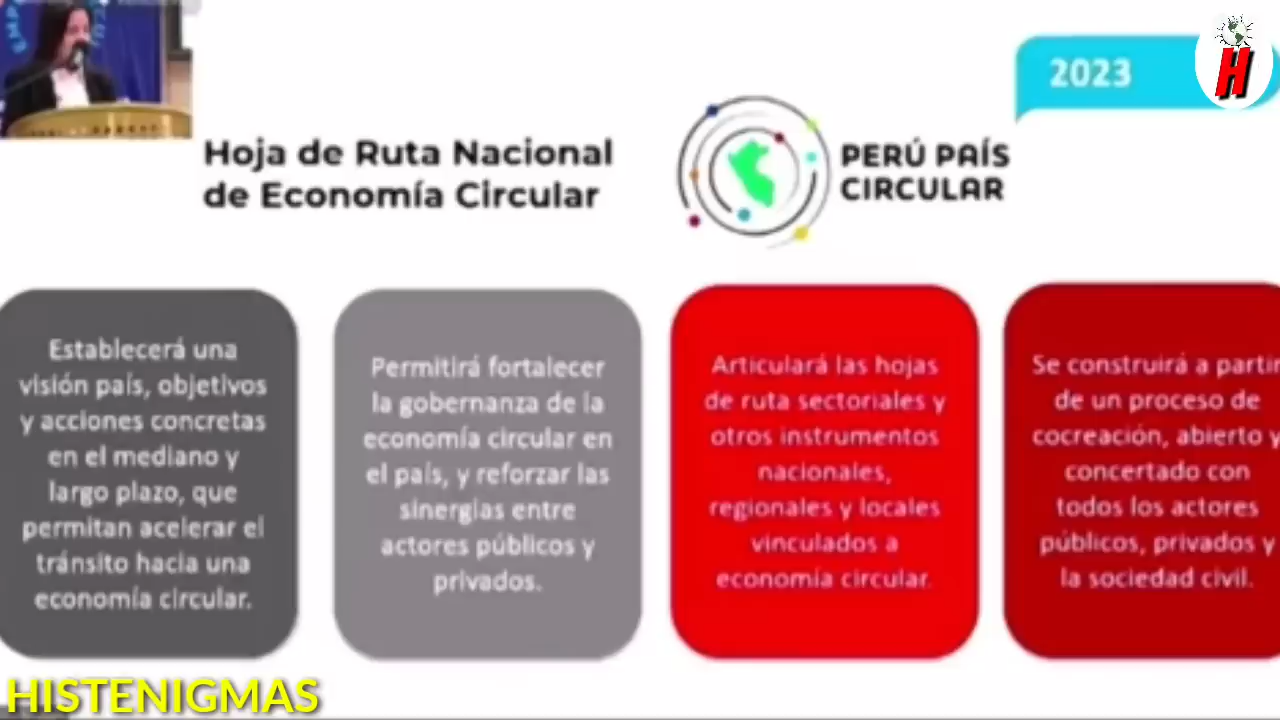 2023
H
Hoja de Ruta Nacional
de Economía Circular
PERÚ PAÍS
CIRCULAR
Establecerá una
visión país, objetivos
y acciones concretas
en el mediano y
largo plazo, que
permitan acelerar el
tránsito hacia una
economía circular.
Permitirá fortalecer
la gobernanza de la
economía circular en
el país, y reforzar las
sinergias entre
actores públicos y
privados.
Articulará las hojas
de ruta sectoriales y
otros instrumentos
nacionales,
regionales y locales
vinculados a
economía circular.
Se construirá a partir
de un proceso de
cocreación, abierto y
concertado con
todos los actores
públicos, privados y
la sociedad civil.
HISTENIGMAS